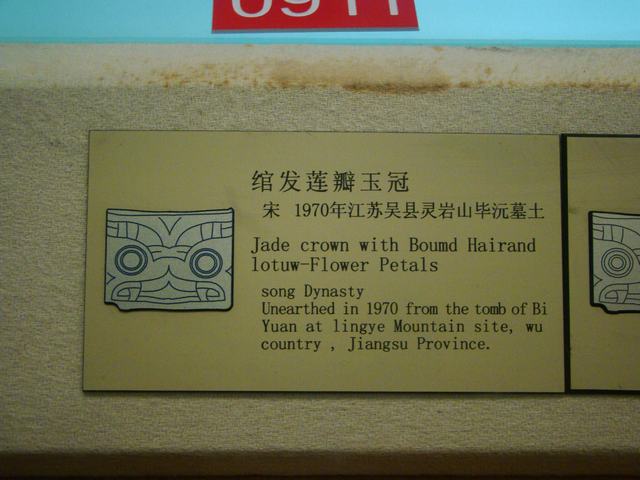 绾发莲瓣玉冠
宋 1970年江苏吴县灵岩山毕沅墓土
Jade crown with Boumd Hairand
lotuw-Flower Petals
song Dynasty
Unearthed in 1970 from the tomb of Bi
Yuan at lingye Mountain site, wu
country , Jiangsu Province.